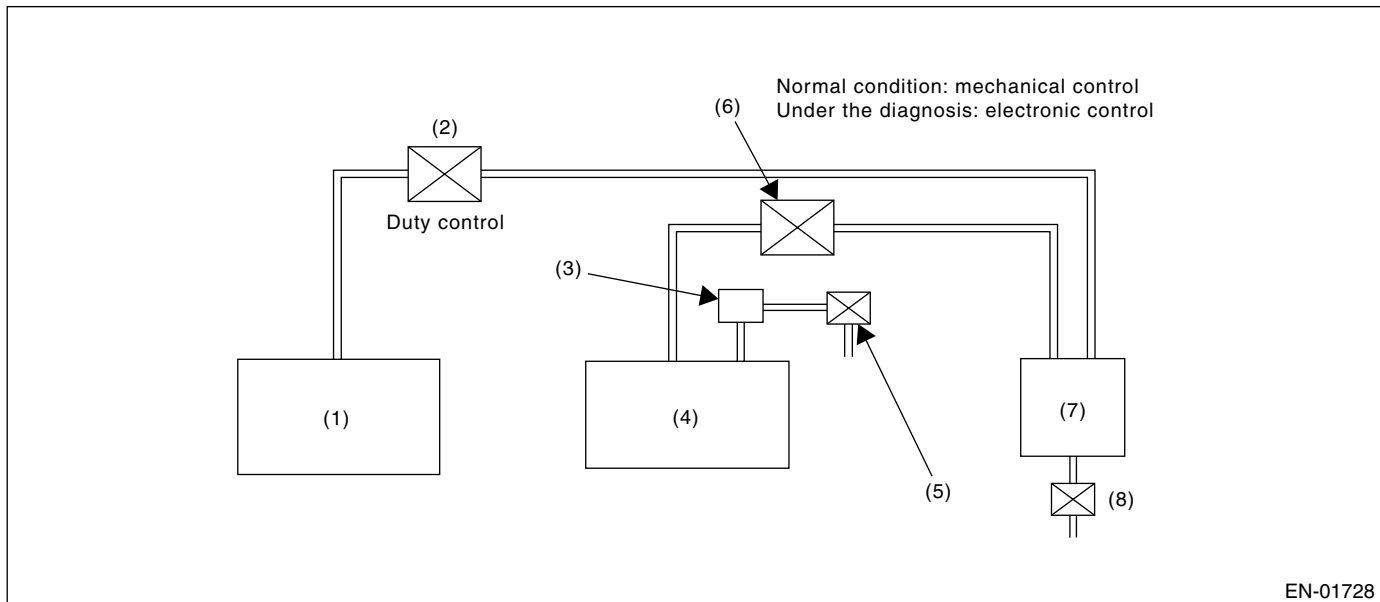 Normal condition: mechanical control
Under the diagnosis: electronic control
(6)
(2)
Duty control
(3)
(1)
(4)
(7)
(5)
(8)
EN-01728